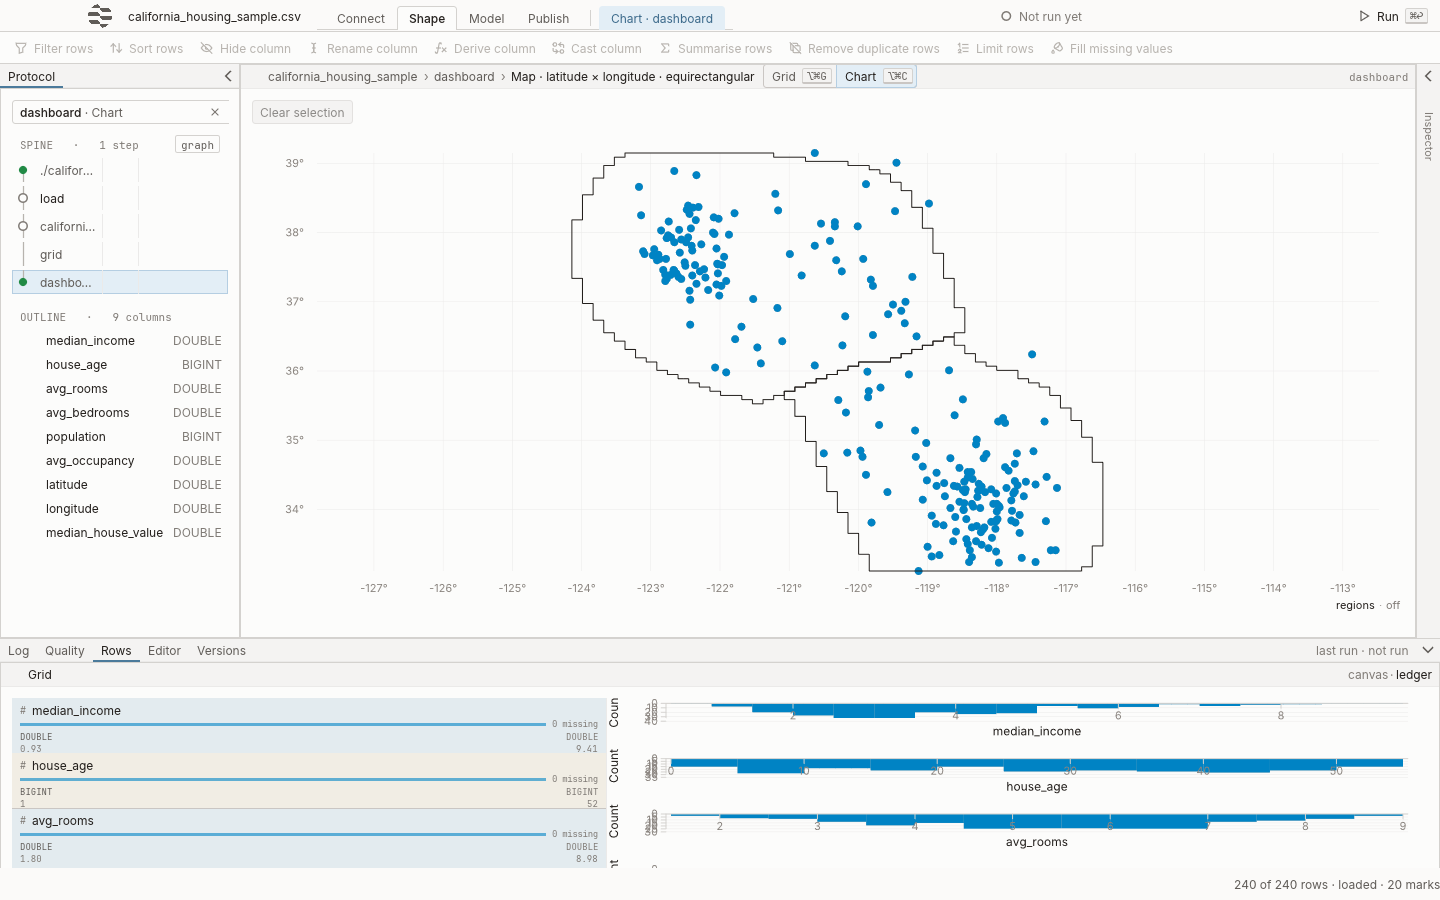 california_housing_sample.csv
Connect Shape Model Publish Chart · dashboard
Not run yet
Run
Filter rows Sort rows Hide column Rename column Derive column Cast column Summarise rows Remove duplicate rows Limit rows Fill missing values
Protocol
california_housing_sample › dashboard › Map · latitude × longitude · equirectangular Grid ⌥⌘G Chart ⌥⌘C
dashboard
dashboard · Chart
Clear selection
Inspector
SPINE · 1 step graph
./califor...
load
californi...
grid
dashbo...
OUTLINE · 9 columns
median_income DOUBLE
house_age BIGINT
avg_rooms DOUBLE
avg_bedrooms DOUBLE
population BIGINT
avg_occupancy DOUBLE
latitude DOUBLE
longitude DOUBLE
median_house_value DOUBLE
39°
38°
37°
36°
35°
34°
-127° -126° -125° -124° -123° -122° -121° -120° -119° -118° -117° -116° -115° -114° -113°
regions · off
Log Quality Rows Editor Versions
last run · not run
Grid
canvas · ledger
# median_income
0 missing
DOUBLE DOUBLE
0.93 9.41
Coun
2 4 6 8
median_income
# house_age
0 missing
BIGINT BIGINT
1 52
Count
0 10 20 30 40 50
house_age
# avg_rooms
0 missing
DOUBLE DOUBLE
1.80 8.98
Count
2 3 4 5 6 7 8 9
avg_rooms
240 of 240 rows · loaded · 20 marks